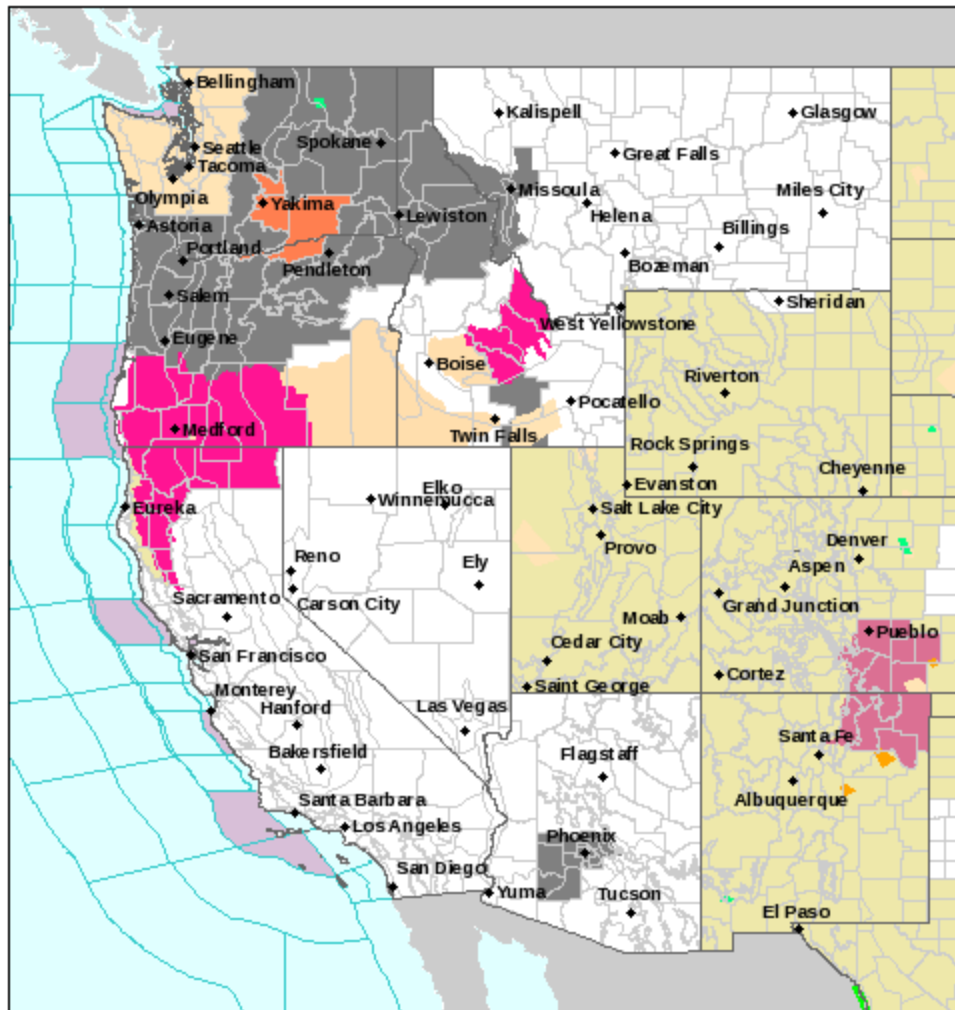 Bellingham
Kalispell
Glasgow
Seattle
Spokane
Great Falls
Tacoma
Missoula
Miles City
Olympia
Yakima
Lewiston
Helena
Astoria
Billings
Portland
Pendleton
Bozeman
Salem
Sheridan
West Yellowstone
Eugene
Boise
Riverton
Pocatello
Medford
Twin Falls
Rock Springs
Cheyenne
Evanston
Elko
Winnemucca
Eureka
Salt Lake City
Provo
Denver
Reno
Ely
Aspen
Sacramento
Carson City
Grand Junction
Moab
Pueblo
Cedar City
San Francisco
Cortez
Saint George
Monterey
Hanford
Las Vegas
Santa Fe
Bakersfield
Flagstaff
Albuquerque
Santa Barbara
Los Angeles
Phoenix
San Diego
Yuma
Tucson
El Paso